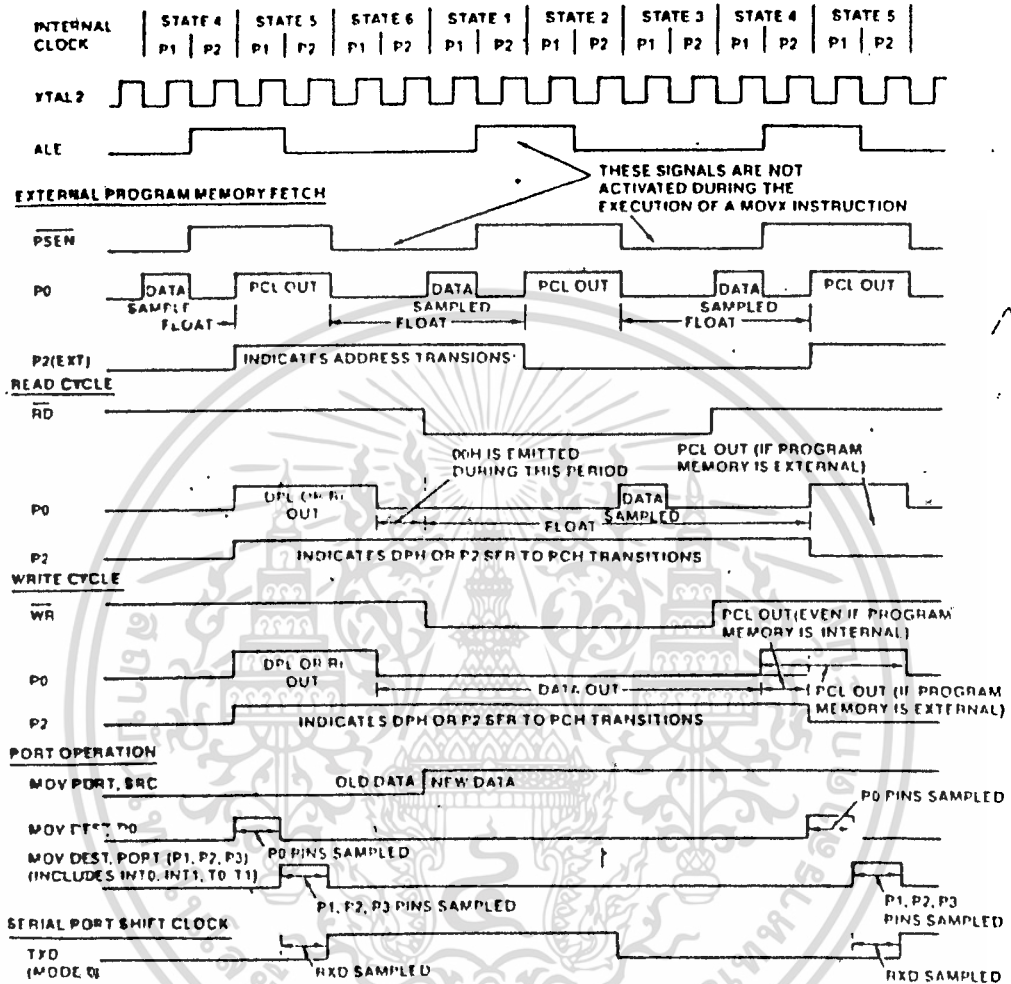 INTERNAL CLOCK
STATE 4 STATE 5 STATE 6 STATE 1 STATE 2 STATE 3 STATE 4 STATE 5
P1 P2 P1 P2 P1 P2 P1 P2 P1 P2 P1 P2 P1 P2 P1 P2
XTAL 2
ALE
THESE SIGNALS ARE NOT
ACTIVATED DURING THE
EXECUTION OF A MOVX INSTRUCTION
EXTERNAL PROGRAM MEMORY FETCH
PSEN
P0
DATA PCL OUT DATA PCL OUT DATA PCL OUT
SAMPLE SAMPLED SAMPLED
FLOAT FLOAT FLOAT
P2(EXT)
INDICATES ADDRESS TRANSIONS
READ CYCLE
RD
00H IS EMITTED
DURING THIS PERIOD
PCL OUT (IF PROGRAM
MEMORY IS EXTERNAL)
P0
DPL OR RI
OUT
DATA
SAMPLED
FLOAT
P2
INDICATES DPH OR P2 SFR TO PCH TRANSITIONS
WRITE CYCLE
WR
PCL OUT(EVEN IF PROGRAM
MEMORY IS INTERNAL)
P0
DPL OR RI
OUT
DATA OUT
PCL OUT (IF PROGRAM
MEMORY IS EXTERNAL)
P2
INDICATES DPH OR P2 SFR TO PCH TRANSITIONS
PORT OPERATION
MOV PORT, SRC
OLD DATA NEW DATA
P0 PINS SAMPLED
MOV DEST, P0
P0 PINS SAMPLED
MOV DEST, PORT (P1, P2, P3)
(INCLUDES INT0, INT1, T0, T1)
P1, P2, P3 PINS SAMPLED
P1, P2, P3
PINS SAMPLED
SERIAL PORT SHIFT CLOCK
TXD
(MODE 0)
RXD SAMPLED
RXD SAMPLED